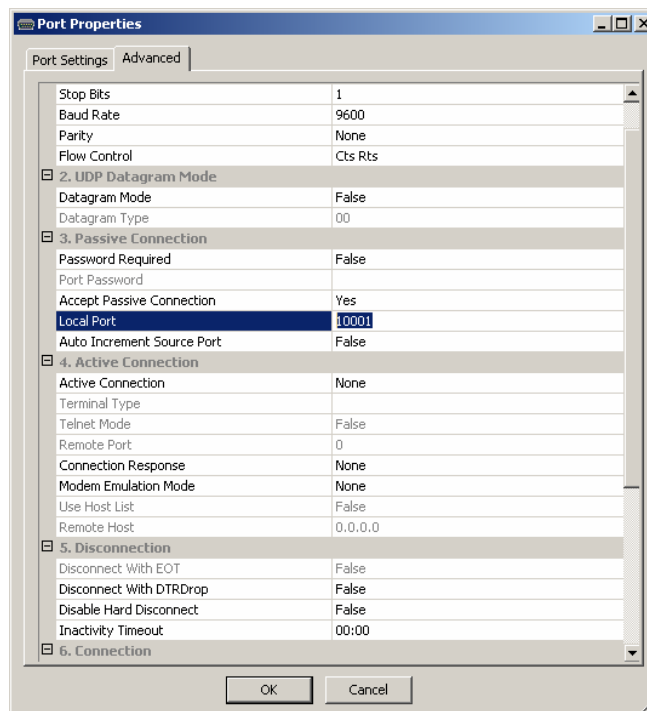 Port Properties
Port Settings Advanced
Stop Bits 1
Baud Rate 9600
Parity None
Flow Control Cts Rts
2. UDP Datagram Mode
Datagram Mode False
Datagram Type 00
3. Passive Connection
Password Required False
Port Password
Accept Passive Connection Yes
Local Port 10001
Auto Increment Source Port False
4. Active Connection
Active Connection None
Terminal Type
Telnet Mode False
Remote Port 0
Connection Response None
Modem Emulation Mode None
Use Host List False
Remote Host 0.0.0.0
5. Disconnection
Disconnect With EOT False
Disconnect With DTRDrop False
Disable Hard Disconnect False
Inactivity Timeout 00:00
6. Connection
OK Cancel